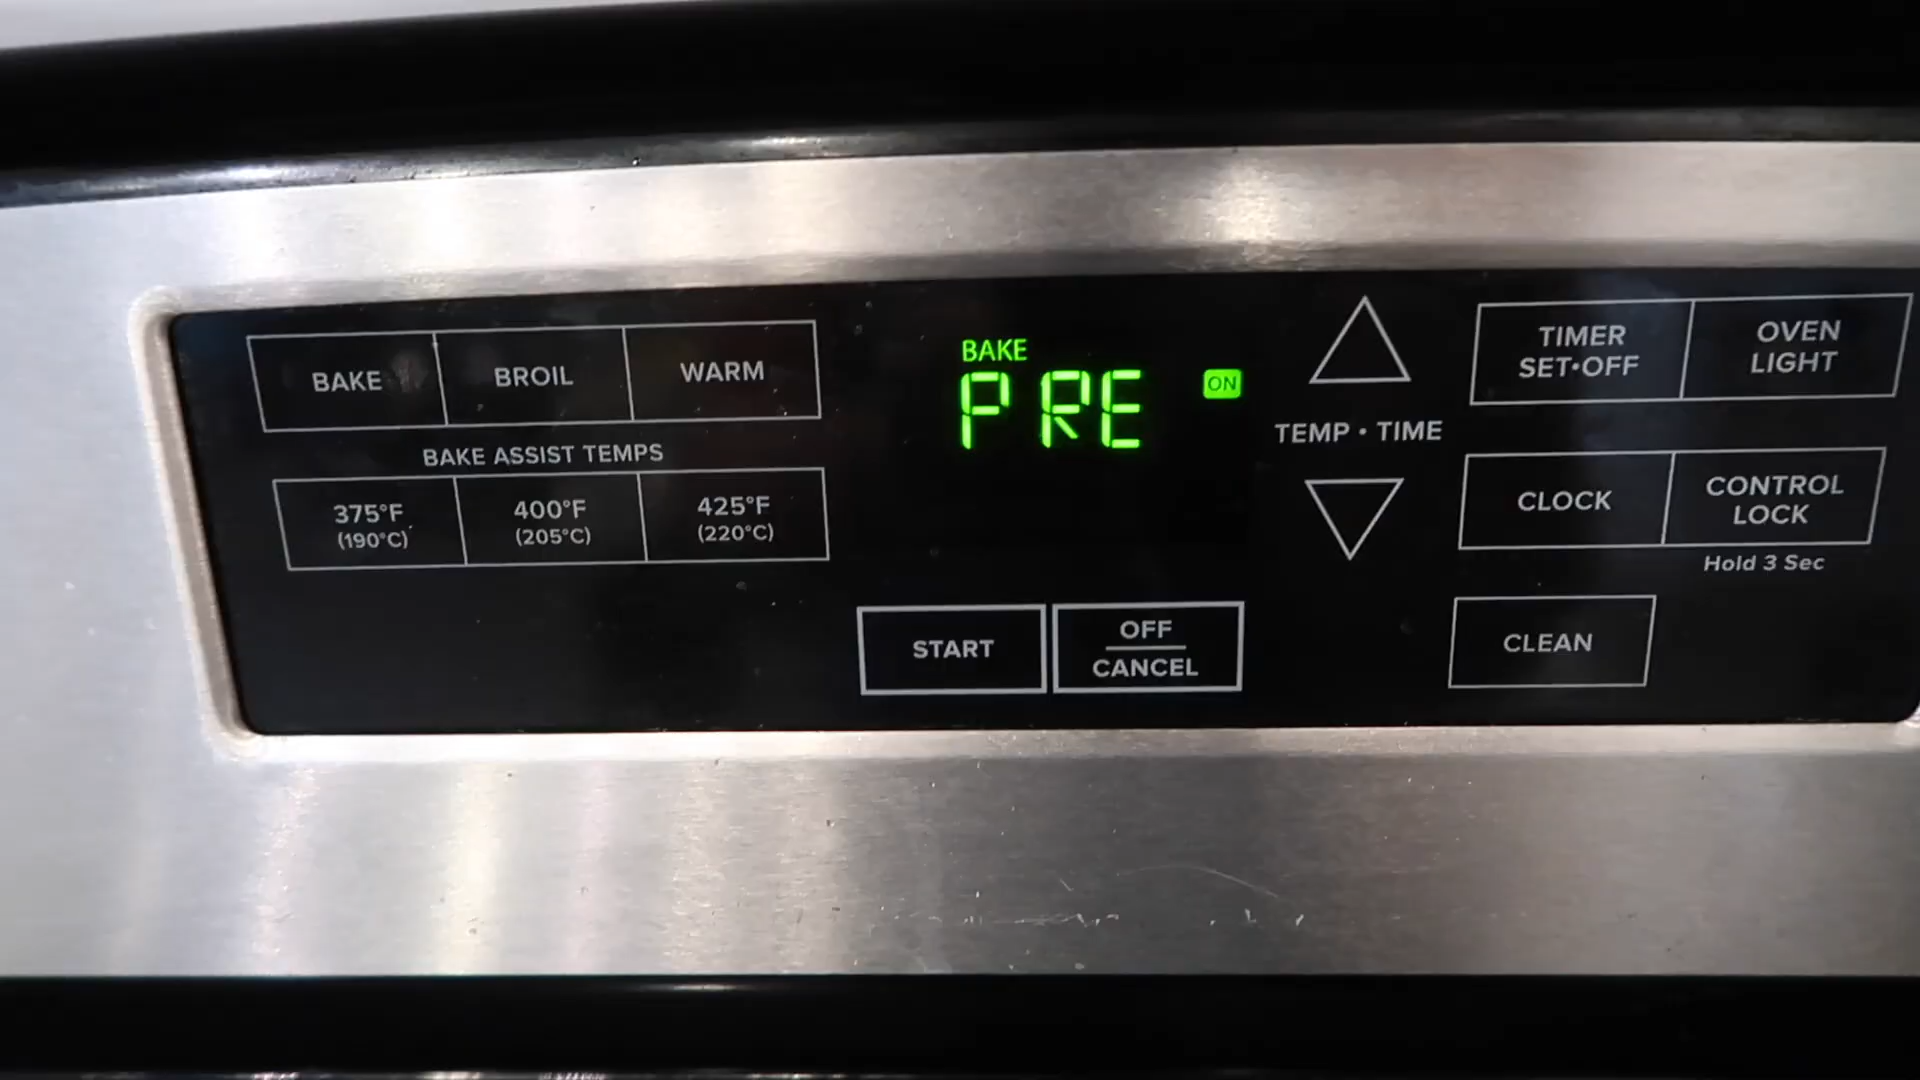 BAKE BROIL WARM
BAKE ASSIST TEMPS
375°F 400°F 425°F
(190°C) (205°C) (220°C)
BAKE
PRE ON
START OFF
CANCEL
TEMP • TIME
TIMER
SET•OFF
OVEN
LIGHT
CLOCK
CONTROL
LOCK
Hold 3 Sec
CLEAN